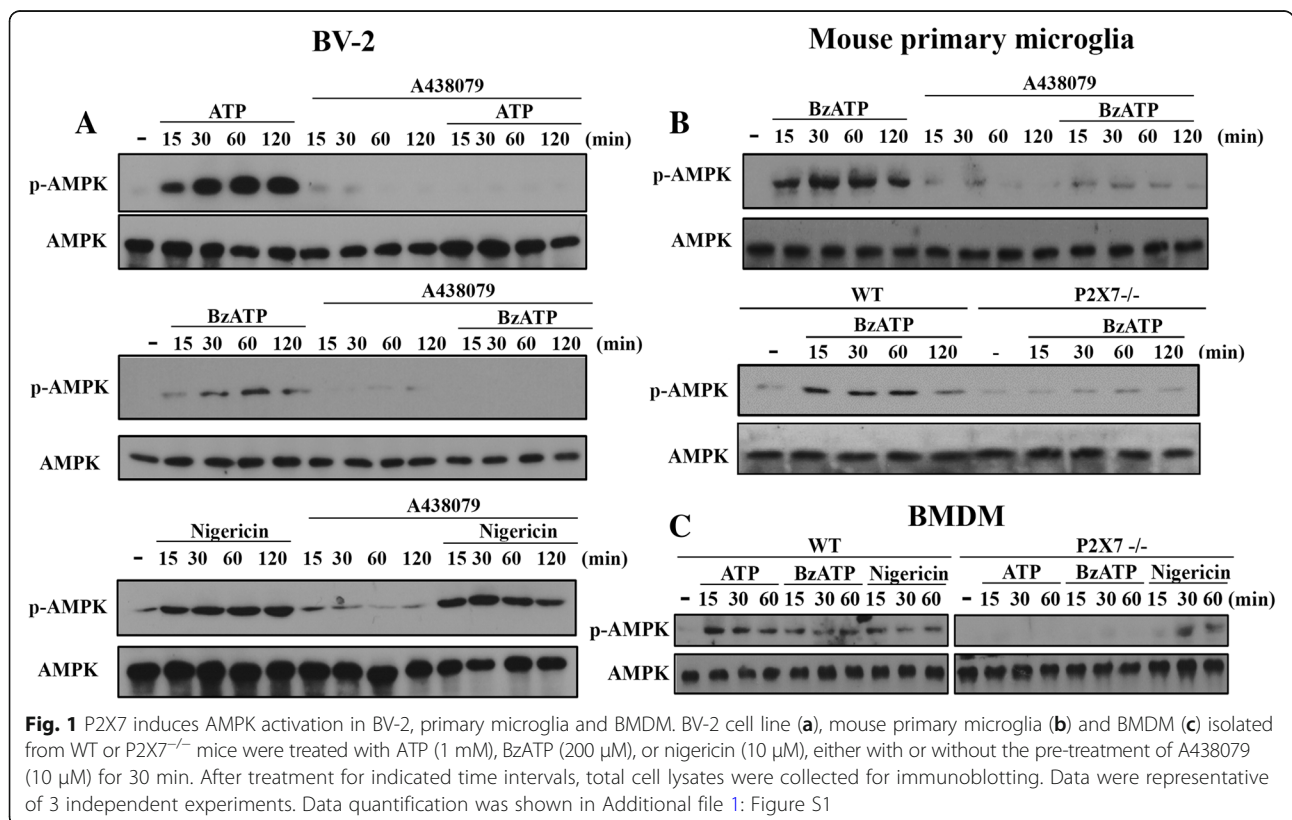 BV-2
Mouse primary microglia
A
A438079
ATP
ATP
– 15 30 60 120 15 30 60 120 15 30 60 120 (min)
p-AMPK
AMPK
A438079
BzATP
BzATP
– 15 30 60 120 15 30 60 120 15 30 60 120 (min)
p-AMPK
AMPK
A438079
Nigericin
Nigericin
– 15 30 60 120 15 30 60 120 15 30 60 120 (min)
p-AMPK
AMPK
B
A438079
BzATP
BzATP
– 15 30 60 120 15 30 60 120 15 30 60 120 (min)
p-AMPK
AMPK
WT
P2X7-/-
BzATP
BzATP
– 15 30 60 120 - 15 30 60 120 (min)
p-AMPK
AMPK
C
BMDM
WT
P2X7 -/-
ATP BzATP Nigericin
ATP BzATP Nigericin
– 15 30 60 15 30 60 15 30 60 – 15 30 60 15 30 60 15 30 60 (min)
p-AMPK
AMPK
Fig. 1 P2X7 induces AMPK activation in BV-2, primary microglia and BMDM. BV-2 cell line (a), mouse primary microglia (b) and BMDM (c) isolated
from WT or P2X7−/− mice were treated with ATP (1 mM), BzATP (200 μM), or nigericin (10 μM), either with or without the pre-treatment of A438079
(10 μM) for 30 min. After treatment for indicated time intervals, total cell lysates were collected for immunoblotting. Data were representative
of 3 independent experiments. Data quantification was shown in Additional file 1: Figure S1